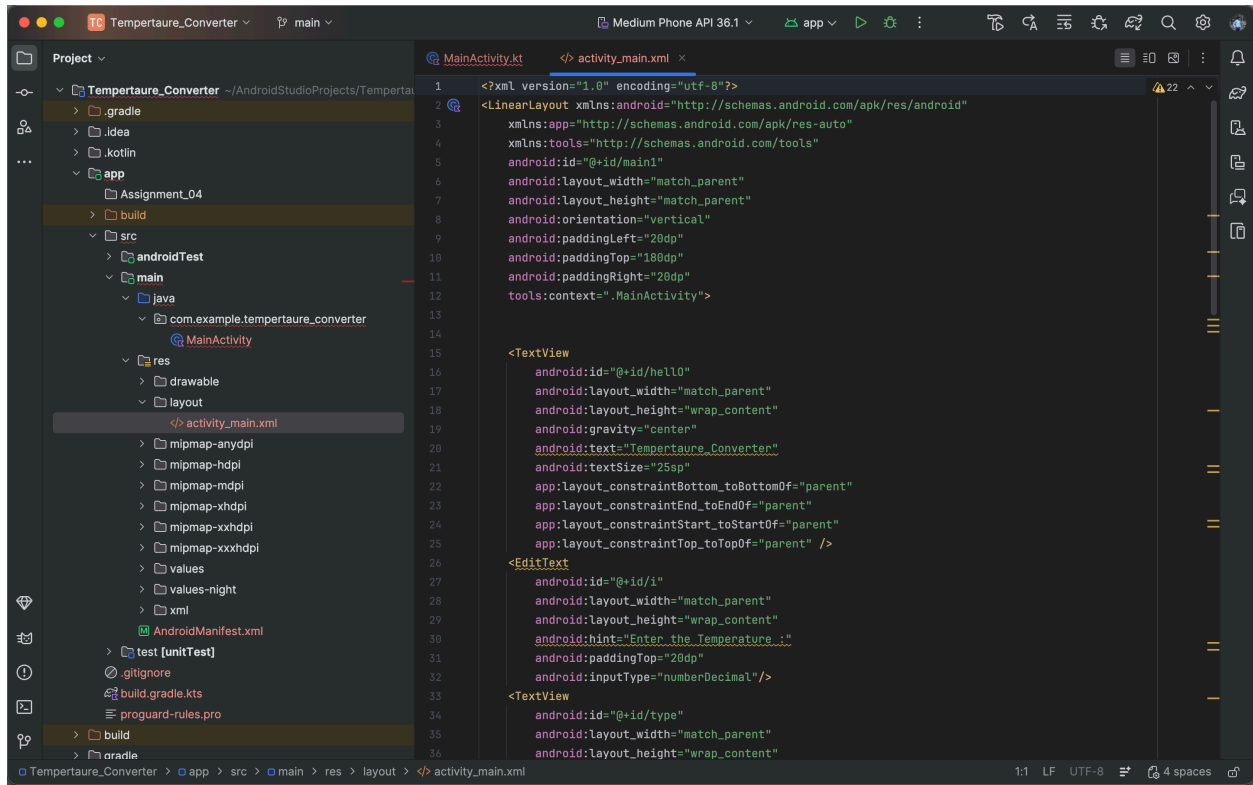 TC Tempertaure_Converter main Medium Phone API 36.1 app
Project
MainActivity.kt activity_main.xml
Tempertaure_Converter ~/AndroidStudioProjects/Tempertau
.gradle
.idea
.kotlin
app
Assignment_04
build
src
androidTest
main
java
com.example.tempertaure_converter
MainActivity
res
drawable
layout
activity_main.xml
mipmap-anydpi
mipmap-hdpi
mipmap-mdpi
mipmap-xhdpi
mipmap-xxhdpi
mipmap-xxxhdpi
values
values-night
xml
AndroidManifest.xml
test [unitTest]
.gitignore
build.gradle.kts
proguard-rules.pro
build
gradle
22
1 <?xml version="1.0" encoding="utf-8"?>
2 <LinearLayout xmlns:android="http://schemas.android.com/apk/res/android"
3 xmlns:app="http://schemas.android.com/apk/res-auto"
4 xmlns:tools="http://schemas.android.com/tools"
5 android:id="@+id/main1"
6 android:layout_width="match_parent"
7 android:layout_height="match_parent"
8 android:orientation="vertical"
9 android:paddingLeft="20dp"
10 android:paddingTop="180dp"
11 android:paddingRight="20dp"
12 tools:context=".MainActivity">
13
14
15 <TextView
16 android:id="@+id/hellO"
17 android:layout_width="match_parent"
18 android:layout_height="wrap_content"
19 android:gravity="center"
20 android:text="Tempertaure_Converter"
21 android:textSize="25sp"
22 app:layout_constraintBottom_toBottomOf="parent"
23 app:layout_constraintEnd_toEndOf="parent"
24 app:layout_constraintStart_toStartOf="parent"
25 app:layout_constraintTop_toTopOf="parent" />
26 <EditText
27 android:id="@+id/i"
28 android:layout_width="match_parent"
29 android:layout_height="wrap_content"
30 android:hint="Enter the Temperature :"
31 android:paddingTop="20dp"
32 android:inputType="numberDecimal"/>
33 <TextView
34 android:id="@+id/type"
35 android:layout_width="match_parent"
36 android:layout_height="wrap_content"
Tempertaure_Converter > app > src > main > res > layout > activity_main.xml 1:1 LF UTF-8 4 spaces